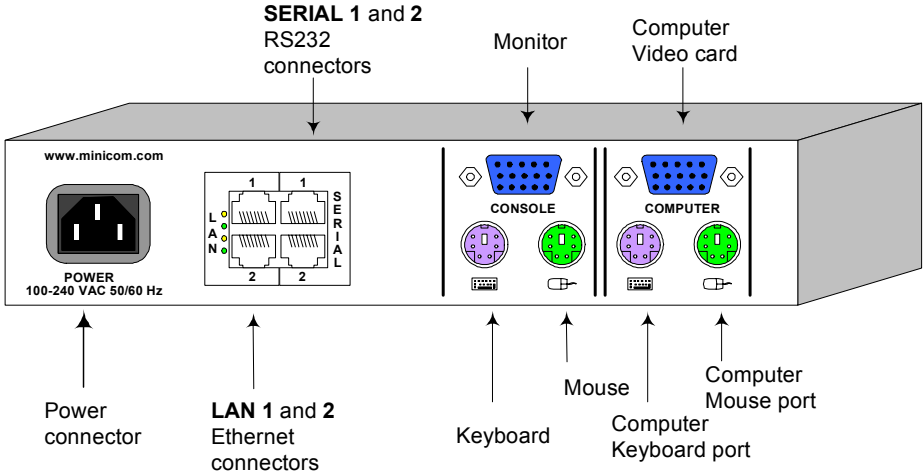 SERIAL 1 and 2
RS232
connectors
Monitor
Computer
Video card
www.minicom.com
1 1
LAN
SERIAL
2 2
POWER
100-240 VAC 50/60 Hz
CONSOLE
COMPUTER
Power
connector
LAN 1 and 2
Ethernet
connectors
Keyboard
Mouse
Computer
Keyboard port
Computer
Mouse port